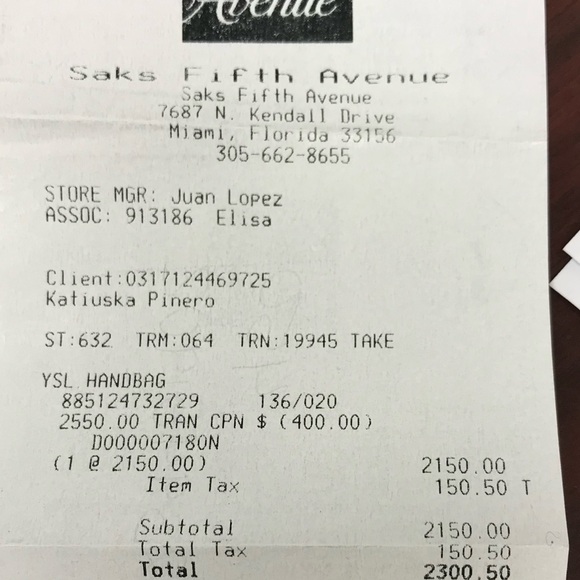 Avenue
Saks Fifth Avenue
Saks Fifth Avenue
7687 N. Kendall Drive
Miami, Florida 33156
305-662-8655
STORE MGR: Juan Lopez
ASSOC: 913186 Elisa
Client:0317124469725
Katiuska Pinero
ST:632 TRM:064 TRN:19945 TAKE
YSL HANDBAG
885124732729 136/020
2550.00 TRAN CPN $ (400.00)
D000007180N
(1 @ 2150.00) 2150.00
Item Tax 150.50 T
Subtotal 2150.00
Total Tax 150.50
Total 2300.50